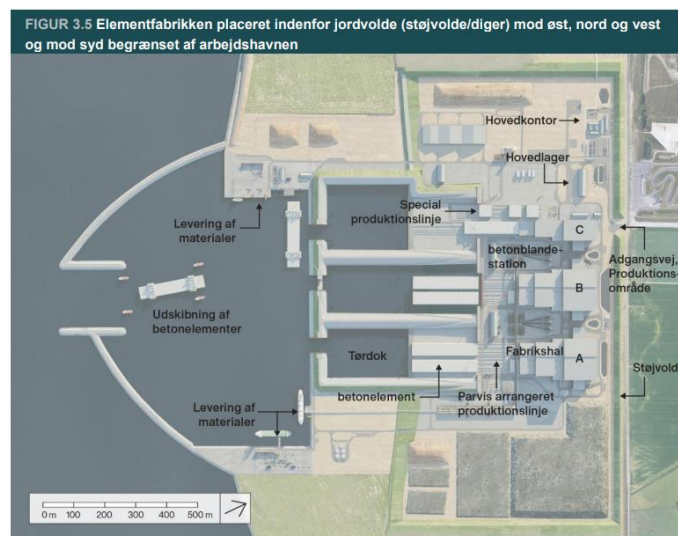 FIGUR 3.5 Elementfabrikken placeret indenfor jordvolde (støjvolde/diger) mod øst, nord og vest
og mod syd begrænset af arbejdshavnen
Hovedkontor
Hovedlager
Levering af
materialer
Special
produktionslinje
C
betonblande-
station
Adgangsvej,
Produktions-
område
B
Udskibning af
betonelementer
Tørdok
Fabrikshal
A
Støjvold
betonelement
Parvis arrangeret
produktionslinje
Levering af
materialer
0 m 100 200 300 400 500 m